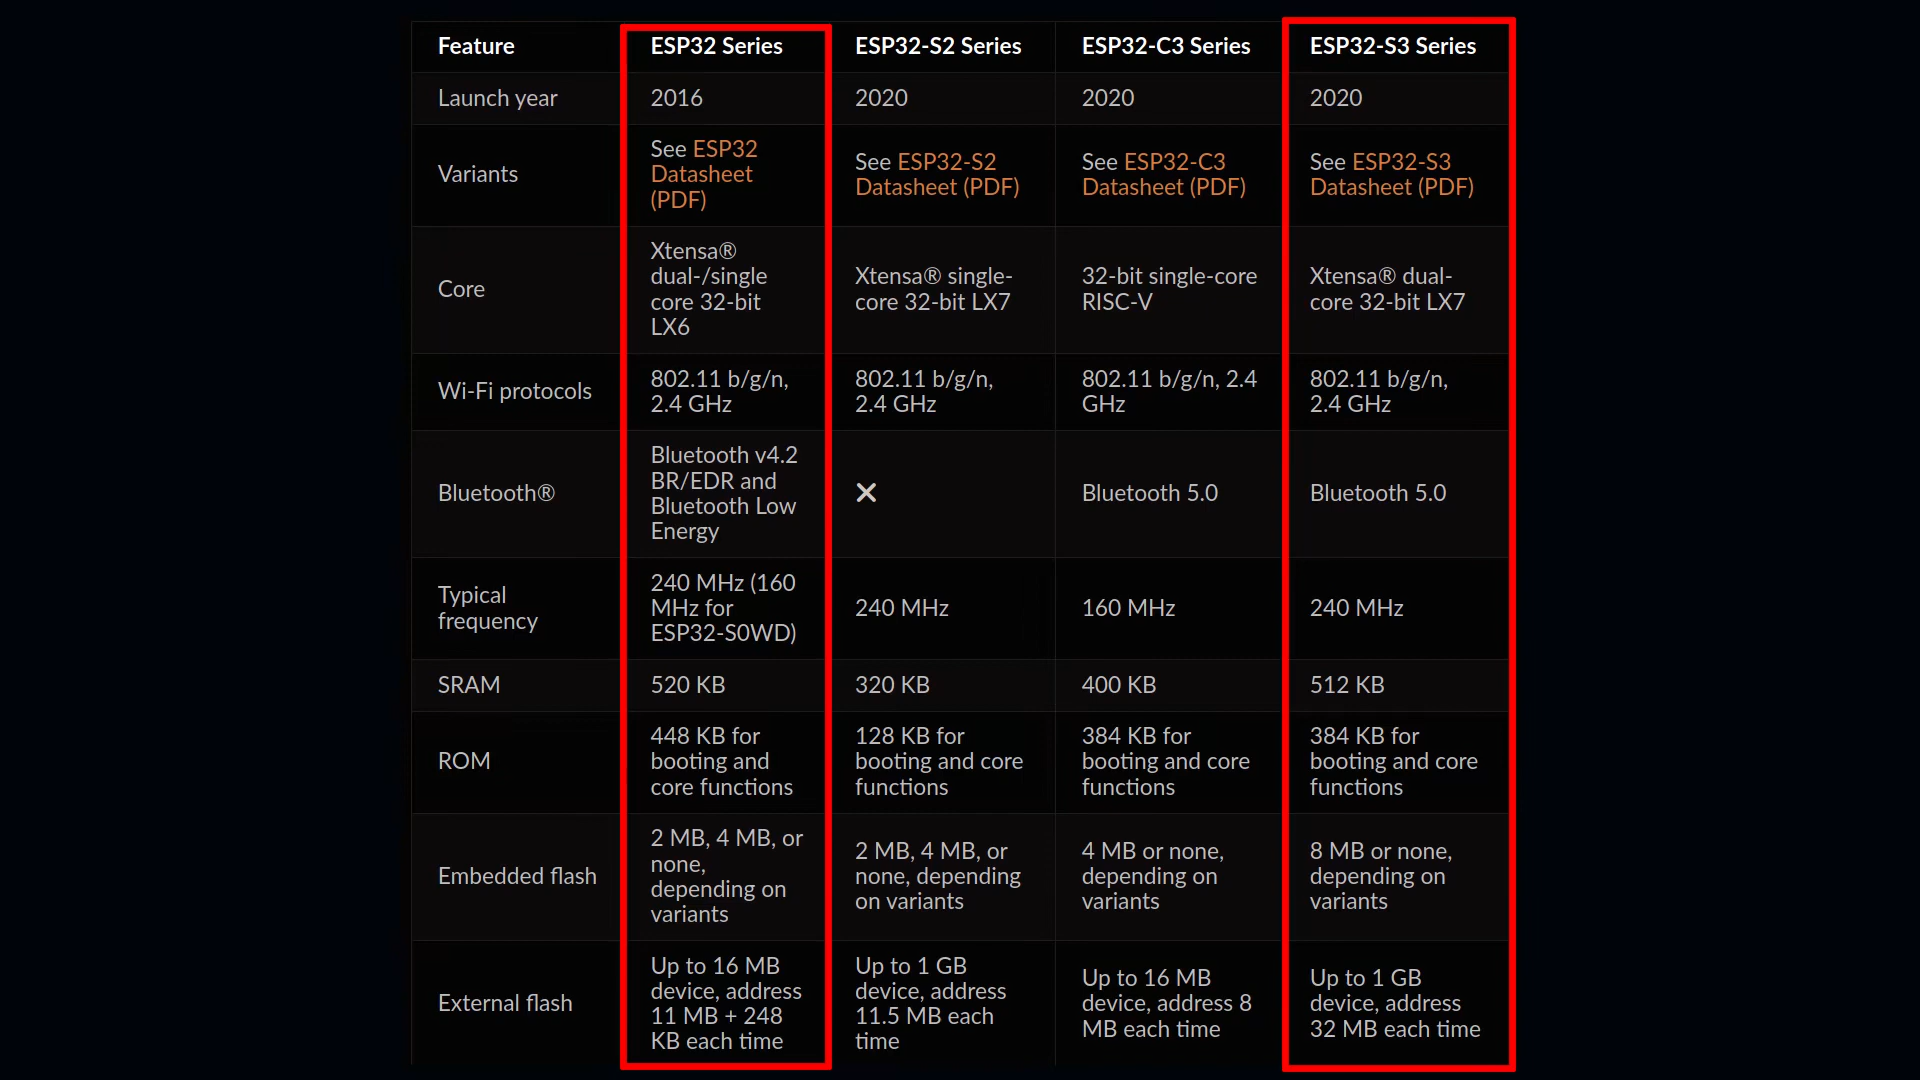 Feature ESP32 Series ESP32-S2 Series ESP32-C3 Series ESP32-S3 Series
Launch year 2016 2020 2020 2020
Variants
See ESP32
Datasheet
(PDF)
See ESP32-S2
Datasheet (PDF)
See ESP32-C3
Datasheet (PDF)
See ESP32-S3
Datasheet (PDF)
Core
Xtensa®
dual-/single
core 32-bit
LX6
Xtensa® single-
core 32-bit LX7
32-bit single-core
RISC-V
Xtensa® dual-
core 32-bit LX7
Wi-Fi protocols
802.11 b/g/n,
2.4 GHz
802.11 b/g/n,
2.4 GHz
802.11 b/g/n, 2.4
GHz
802.11 b/g/n,
2.4 GHz
Bluetooth®
Bluetooth v4.2
BR/EDR and
Bluetooth Low
Energy
✕
Bluetooth 5.0
Bluetooth 5.0
Typical
frequency
240 MHz (160
MHz for
ESP32-S0WD)
240 MHz
160 MHz
240 MHz
SRAM 520 KB 320 KB 400 KB 512 KB
ROM
448 KB for
booting and
core functions
128 KB for
booting and core
functions
384 KB for
booting and core
functions
384 KB for
booting and core
functions
Embedded flash
2 MB, 4 MB, or
none,
depending on
variants
2 MB, 4 MB, or
none, depending
on variants
4 MB or none,
depending on
variants
8 MB or none,
depending on
variants
External flash
Up to 16 MB
device, address
11 MB + 248
KB each time
Up to 1 GB
device, address
11.5 MB each
time
Up to 16 MB
device, address 8
MB each time
Up to 1 GB
device, address
32 MB each time